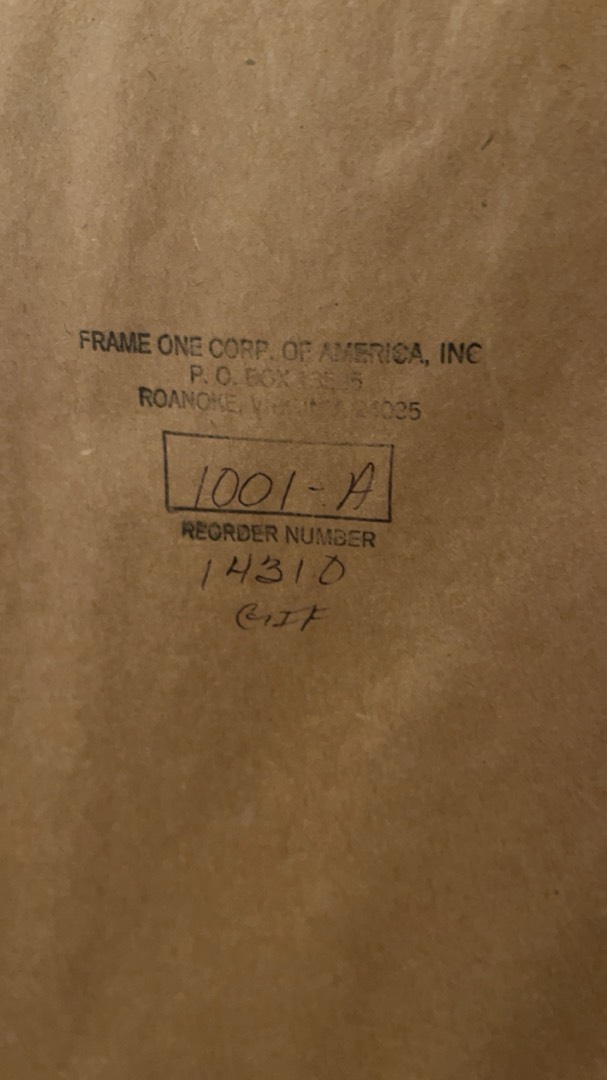 FRAME ONE CORP. OF AMERICA, INC
P. O. BOX
ROANOKE,
1001-A
REORDER NUMBER
14310